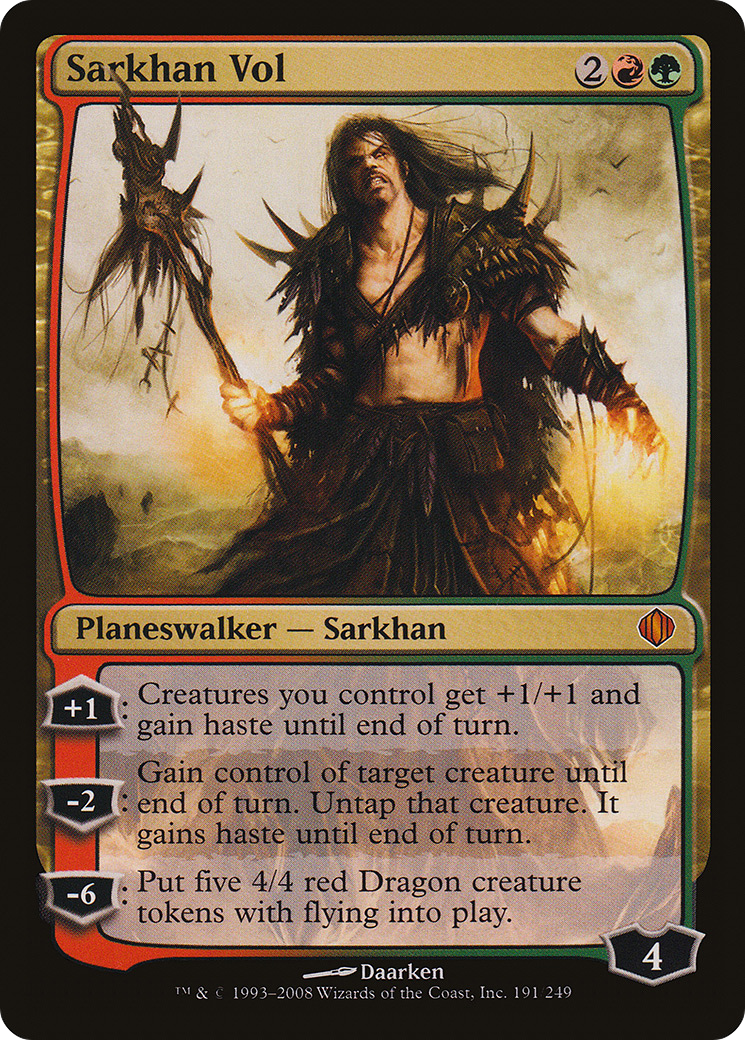 Sarkhan Vol 2
Planeswalker — Sarkhan
+1 : Creatures you control get +1/+1 and
gain haste until end of turn.
Gain control of target creature until
-2 : end of turn. Untap that creature. It
gains haste until end of turn.
-6 : Put five 4/4 red Dragon creature
tokens with flying into play.
4
Daarken
™ & © 1993–2008 Wizards of the Coast, Inc. 191/249